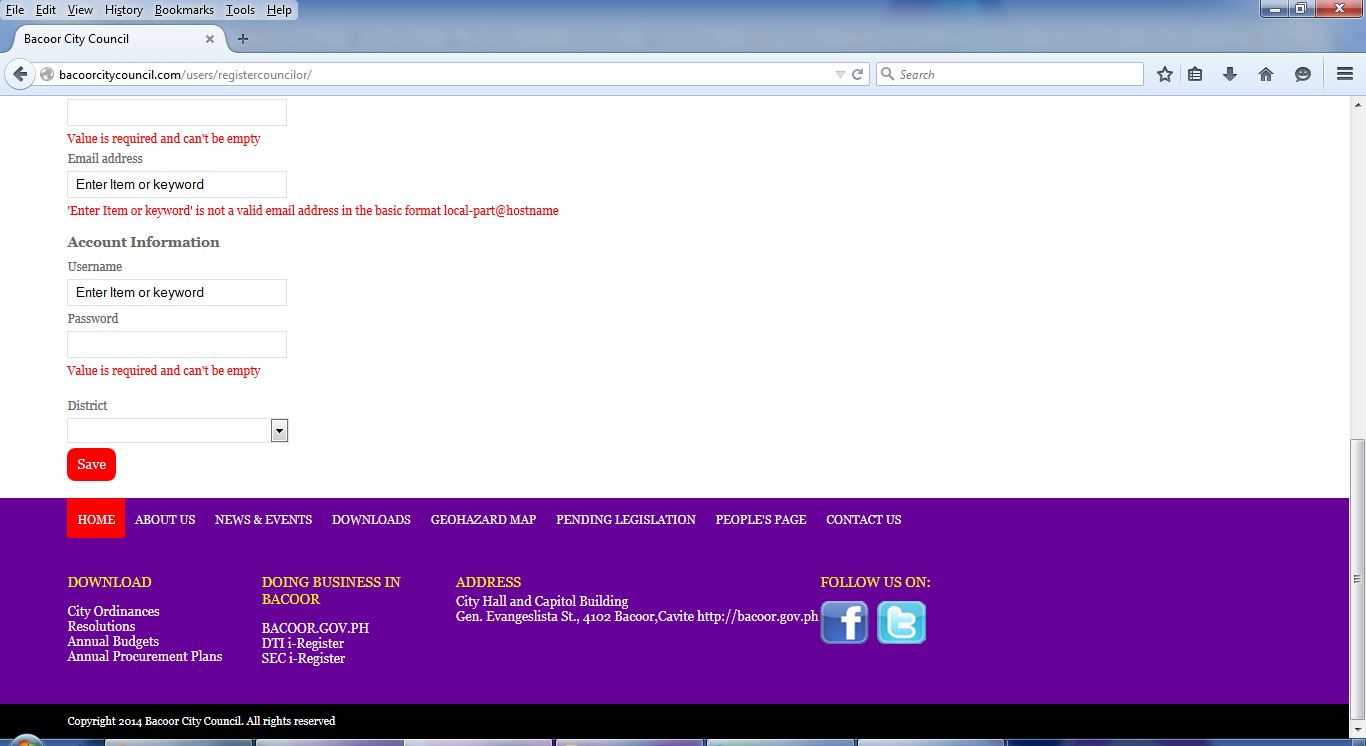 File Edit View History Bookmarks Tools Help
Bacoor City Council
bacoorcitycouncil.com/users/registercouncilor/
Search
Value is required and can't be empty
Email address
Enter Item or keyword
'Enter Item or keyword' is not a valid email address in the basic format local-part@hostname
Account Information
Username
Enter Item or keyword
Password
Value is required and can't be empty
District
Save
HOME ABOUT US NEWS & EVENTS DOWNLOADS GEOHAZARD MAP PENDING LEGISLATION PEOPLE'S PAGE CONTACT US
DOWNLOAD
City Ordinances
Resolutions
Annual Budgets
Annual Procurement Plans
DOING BUSINESS IN
BACOOR
BACOOR.GOV.PH
DTI i-Register
SEC i-Register
ADDRESS
City Hall and Capitol Building
Gen. Evangeslista St., 4102 Bacoor,Cavite http://bacoor.gov.ph
FOLLOW US ON:
Copyright 2014 Bacoor City Council. All rights reserved